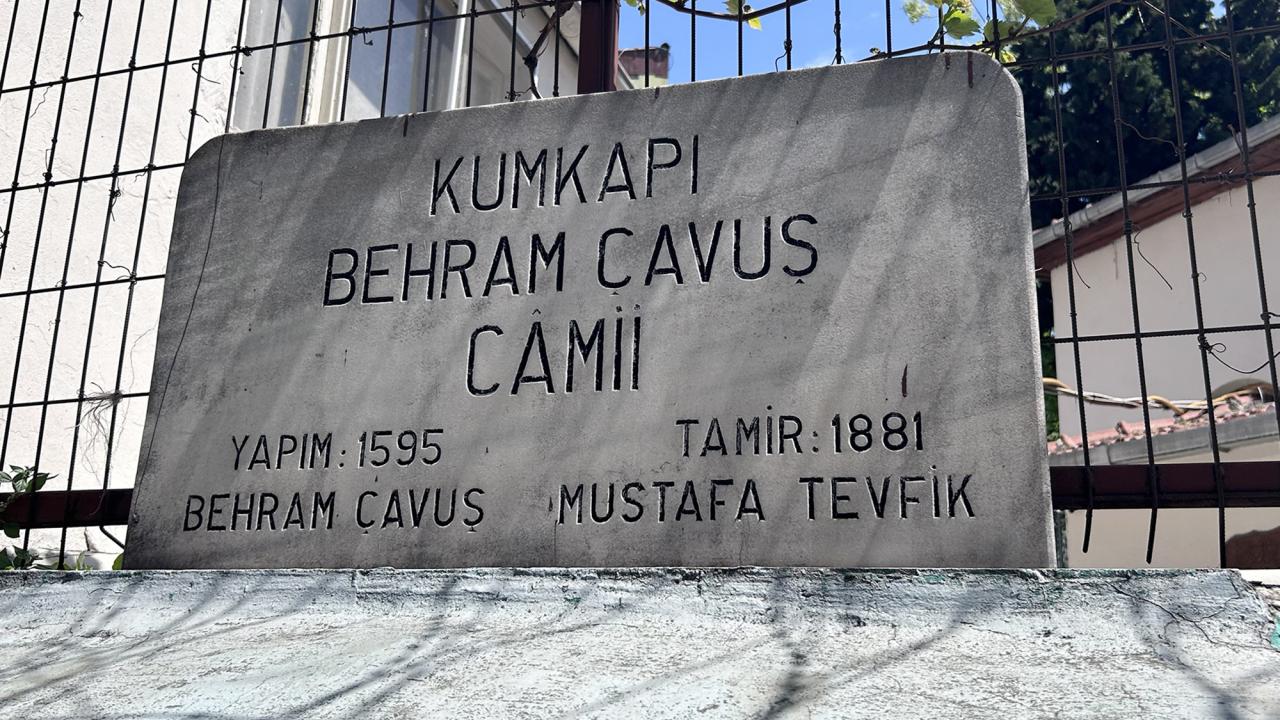 KUMKAPI
BEHRAM ÇAVUŞ
CÂMİİ
YAPIM: 1595 TAMİR: 1881
BEHRAM ÇAVUŞ MUSTAFA TEVFİK